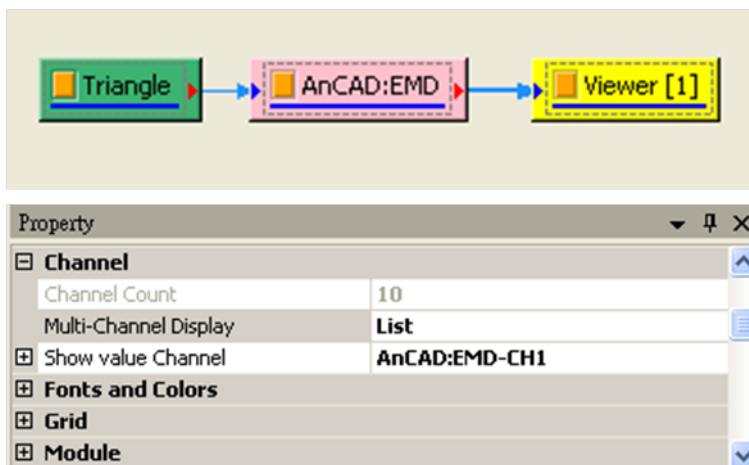 Triangle AnCAD:EMD Viewer [1]
Property
Channel
Channel Count 10
Multi-Channel Display List
Show value Channel AnCAD:EMD-CH1
Fonts and Colors
Grid
Module